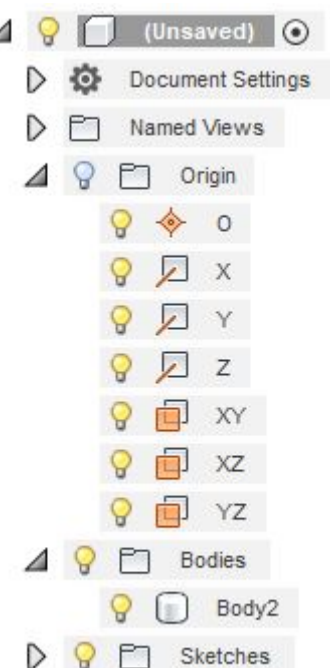 (Unsaved)
Document Settings
Named Views
Origin
O
X
Y
Z
XY
XZ
YZ
Bodies
Body2
Sketches